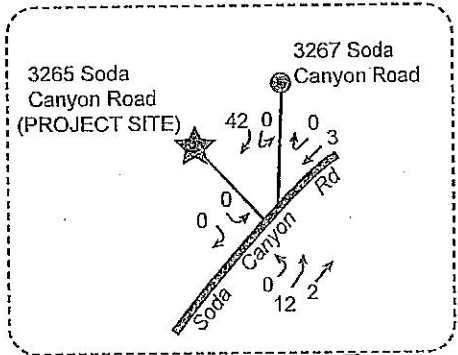 3265 Soda
Canyon Road
(PROJECT SITE)
3267 Soda
Canyon Road
42 0 0
3
0
0
Soda Canyon Rd
0
12 2